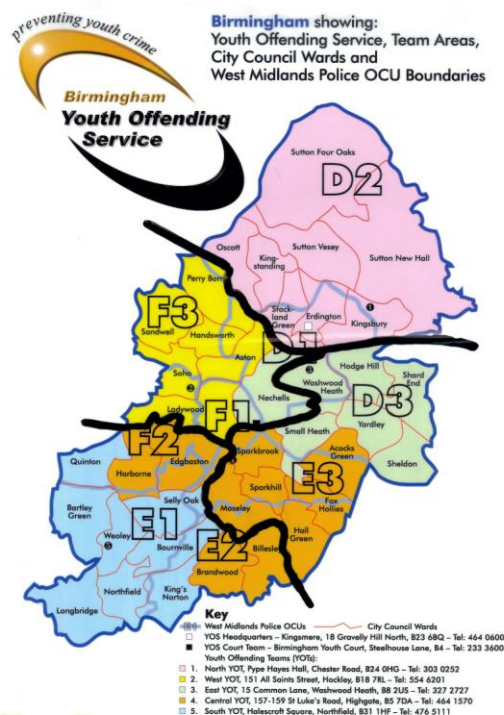 preventing youth crime
Birmingham
Youth Offending
Service
Birmingham showing:
Youth Offending Service, Team Areas,
City Council Wards and
West Midlands Police OCU Boundaries
Sutton Four Oaks
D2
Oscott
King-
standing
Sutton Vesey
Sutton New Hall
Perry Barr
F3
Stock-
land
Green
Erdington
1
Kingsbury
Sandwell
Handsworth
D1
Aston
3
Hodge Hill
Shard
End
Soho
2
Nechells
Washwood
Heath
D3
Ladywood
F1
Yardley
F2
Small Heath
Quinton
Edgbaston
Sparkbrook
Acocks
Green
Sheldon
Harborne
E3
Sparkhill
Bartley
Green
Selly Oak
Moseley
Fox
Hollies
E1
Weoley
5
Bournville
E2
Hall
Green
Billesley
Brandwood
Northfield
King's
Norton
Longbridge
Key
West Midlands Police OCUs City Council Wards
YOS Headquarters – Kingsmere, 18 Gravelly Hill North, B23 6BQ – Tel: 464 0600
YOS Court Team – Birmingham Youth Court, Steelhouse Lane, B4 – Tel: 233 3600
Youth Offending Teams (YOTs):
1. North YOT, Pype Hayes Hall, Chester Road, B24 0HG – Tel: 303 0252
2. West YOT, 151 All Saints Street, Hockley, B18 7RL – Tel: 554 6201
3. East YOT, 15 Common Lane, Washwood Heath, B8 2US – Tel: 327 2727
4. Central YOT, 157-159 St Luke's Road, Highgate, B5 7DA – Tel: 464 1570
5. South YOT, Halescroft Square, Northfield, B31 1HF – Tel: 476 5111